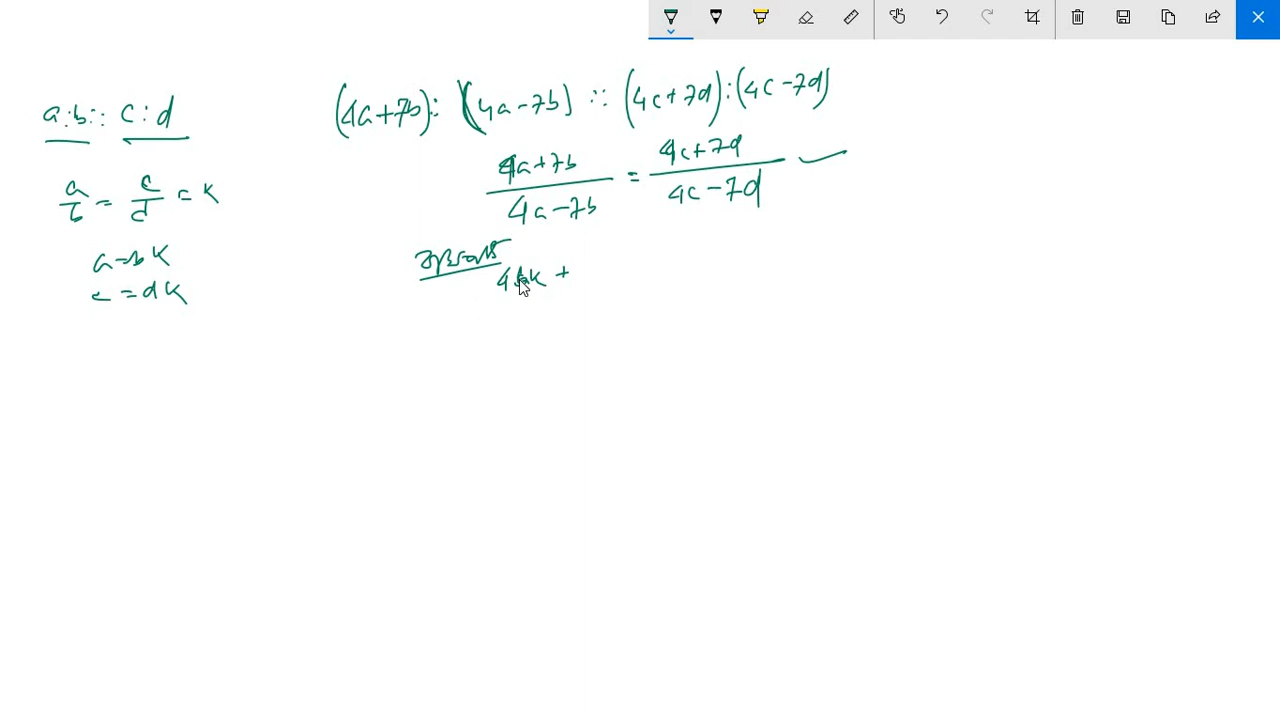 a:b :: c:d
(4a+7b) : (4a-7b) :: (4c+7d) : (4c-7d)
a/b = c/d = k
4a+7b/4a-7b = 4c+7d/4c-7d
a=bk
c=dk
4bk +